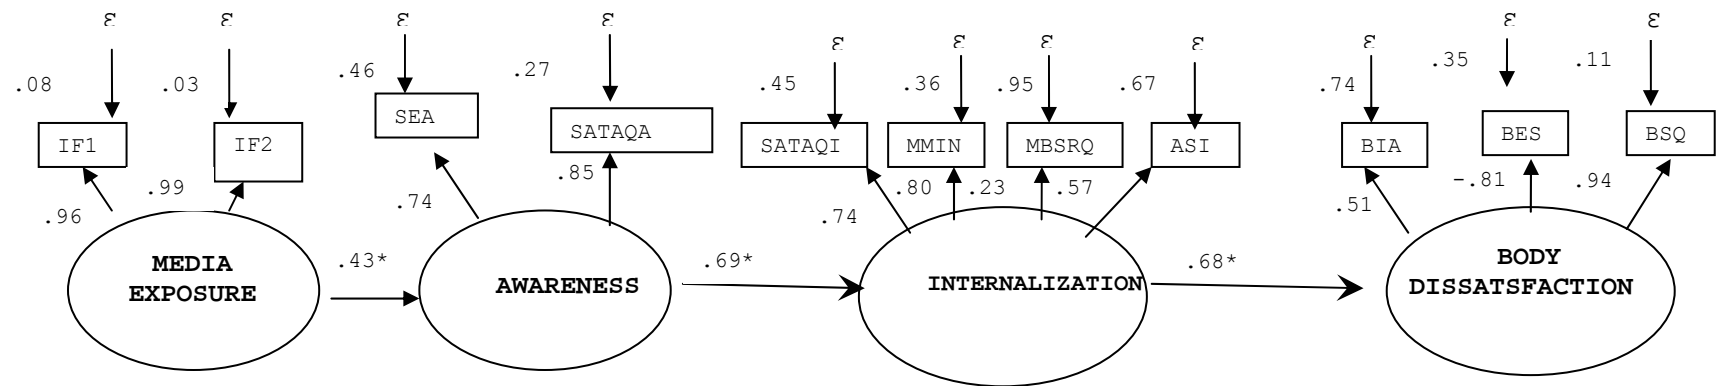 ε ε ε ε ε ε
ε ε ε ε ε
.08 .03 .46 .27 .45 .36 .95 .67 .74 .35 .11
IF1 IF2 SEA SATAQA SATAQI MMIN MBSRQ ASI BIA BES BSQ
.96 .99 .74 .85 .74 .80 .23 .57 .51 -.81 .94
MEDIA
EXPOSURE
.43*
AWARENESS
.69*
INTERNALIZATION
.68*
BODY
DISSATSFACTION